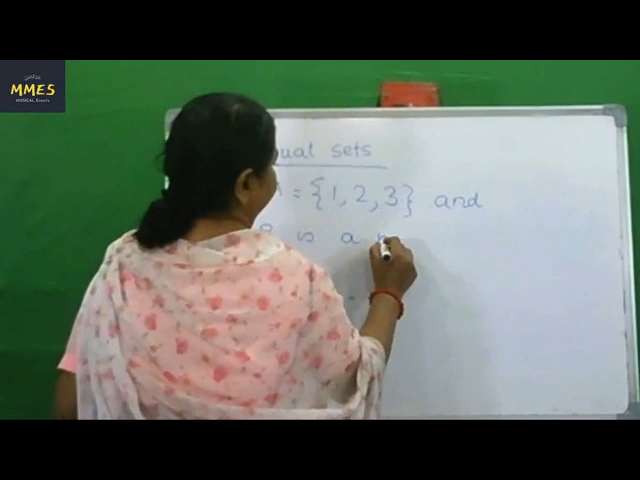 MMES
MUSICAL Events
ual sets
= {1, 2, 3} and
is a